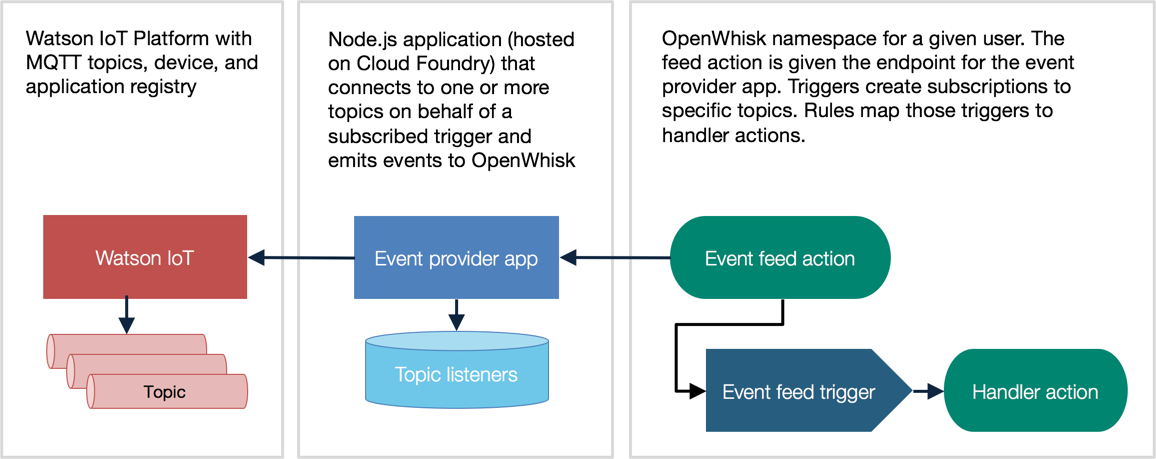 Watson IoT Platform with
MQTT topics, device, and
application registry
Node.js application (hosted
on Cloud Foundry) that
connects to one or more
topics on behalf of a
subscribed trigger and
emits events to OpenWhisk
OpenWhisk namespace for a given user. The
feed action is given the endpoint for the event
provider app. Triggers create subscriptions to
specific topics. Rules map those triggers to
handler actions.
Watson IoT
Event provider app
Event feed action
Topic
Topic listeners
Event feed trigger
Handler action